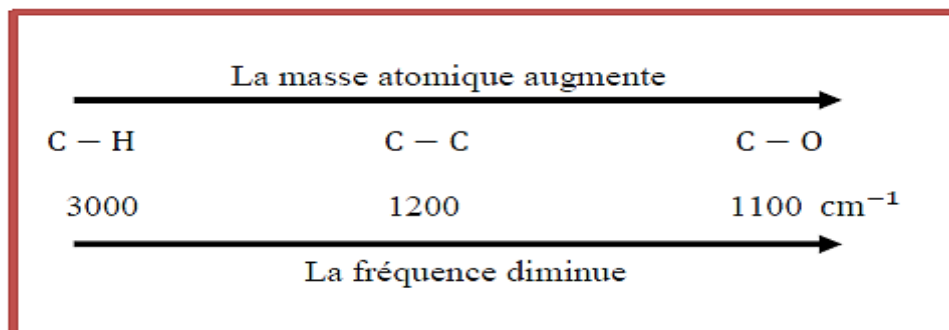 La masse atomique augmente
C − H C − C C − O
3000 1200 1100 cm⁻¹
La fréquence diminue